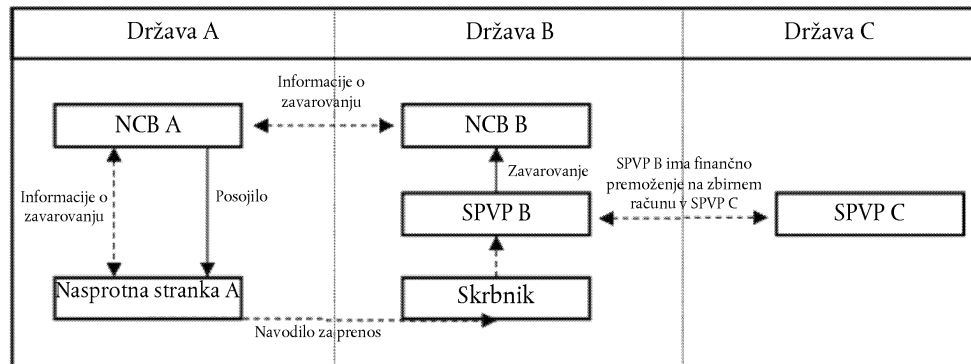 Država A
Država B
Država C
Informacije o
zavarovanju
NCB A
NCB B
Informacije o
zavarovanju
Posojilo
Zavarovanje
SPVP B ima finančno
premoženje na zbirnem
računu v SPVP C
SPVP B
SPVP C
Nasprotna stranka A
Skrbnik
Navodilo za prenos